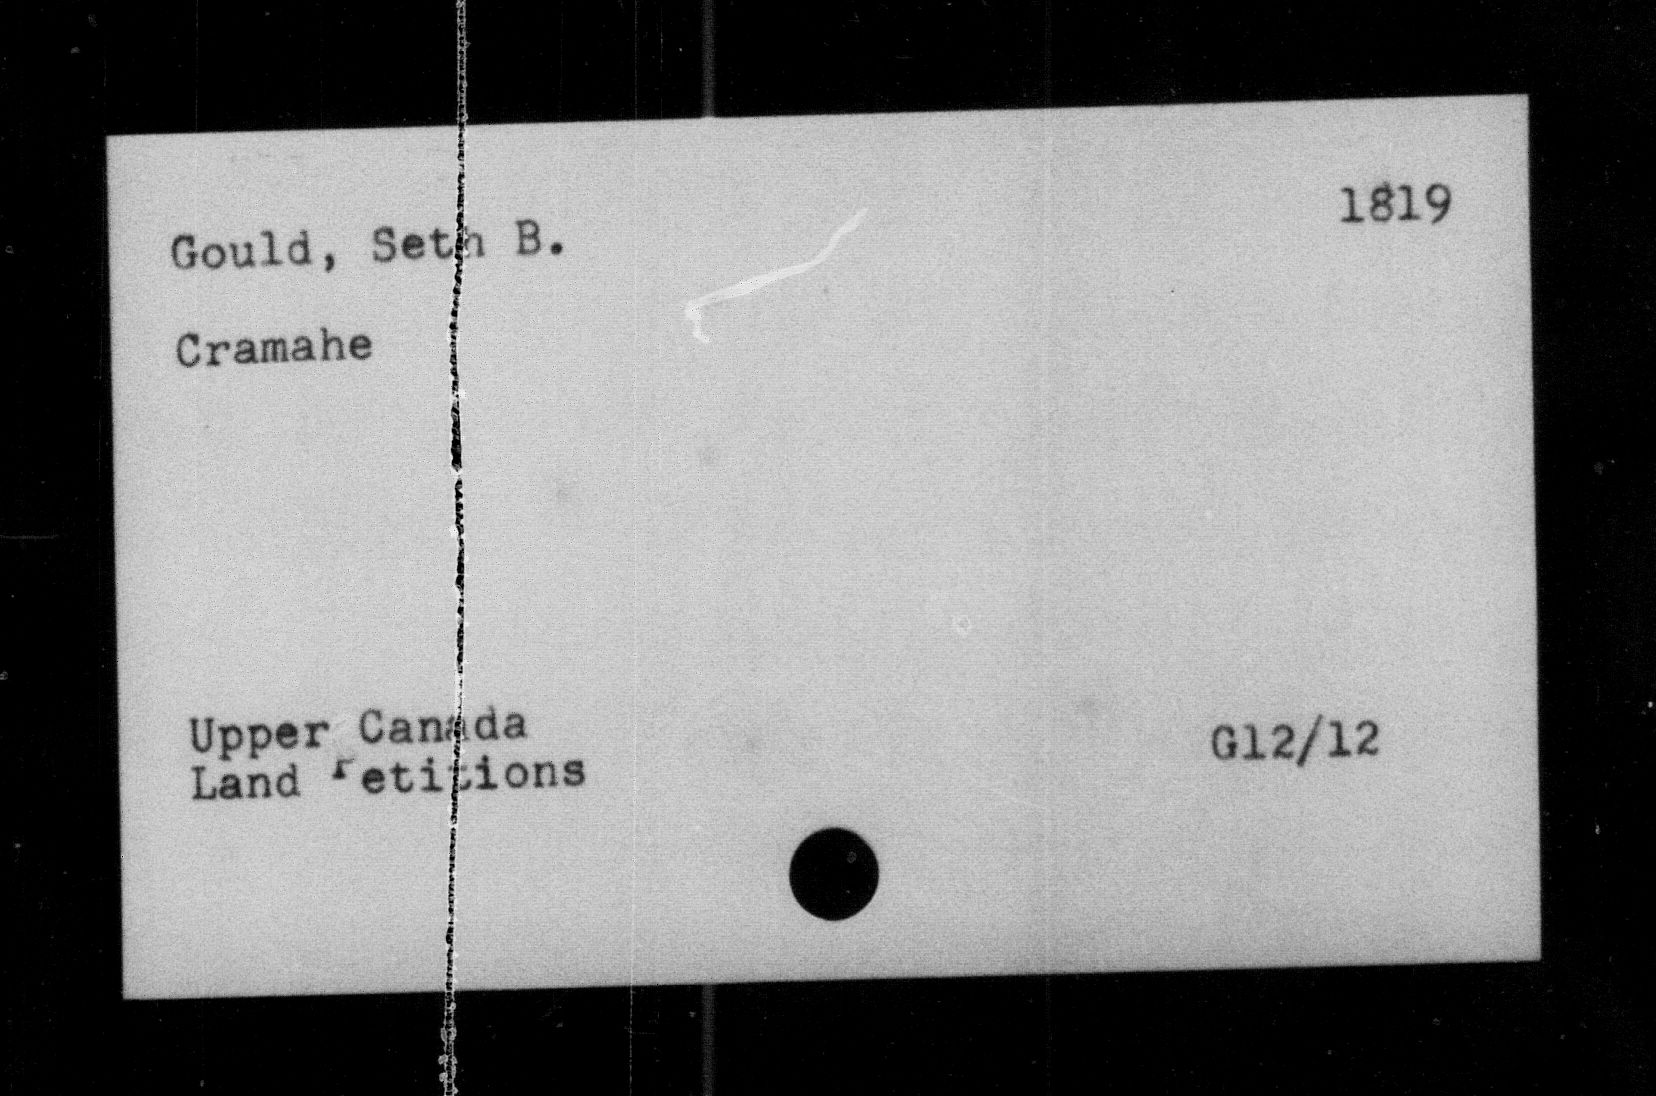 1819
Gould, Seth B.
Cramahe
Upper Canada
Land Petitions
G12/12